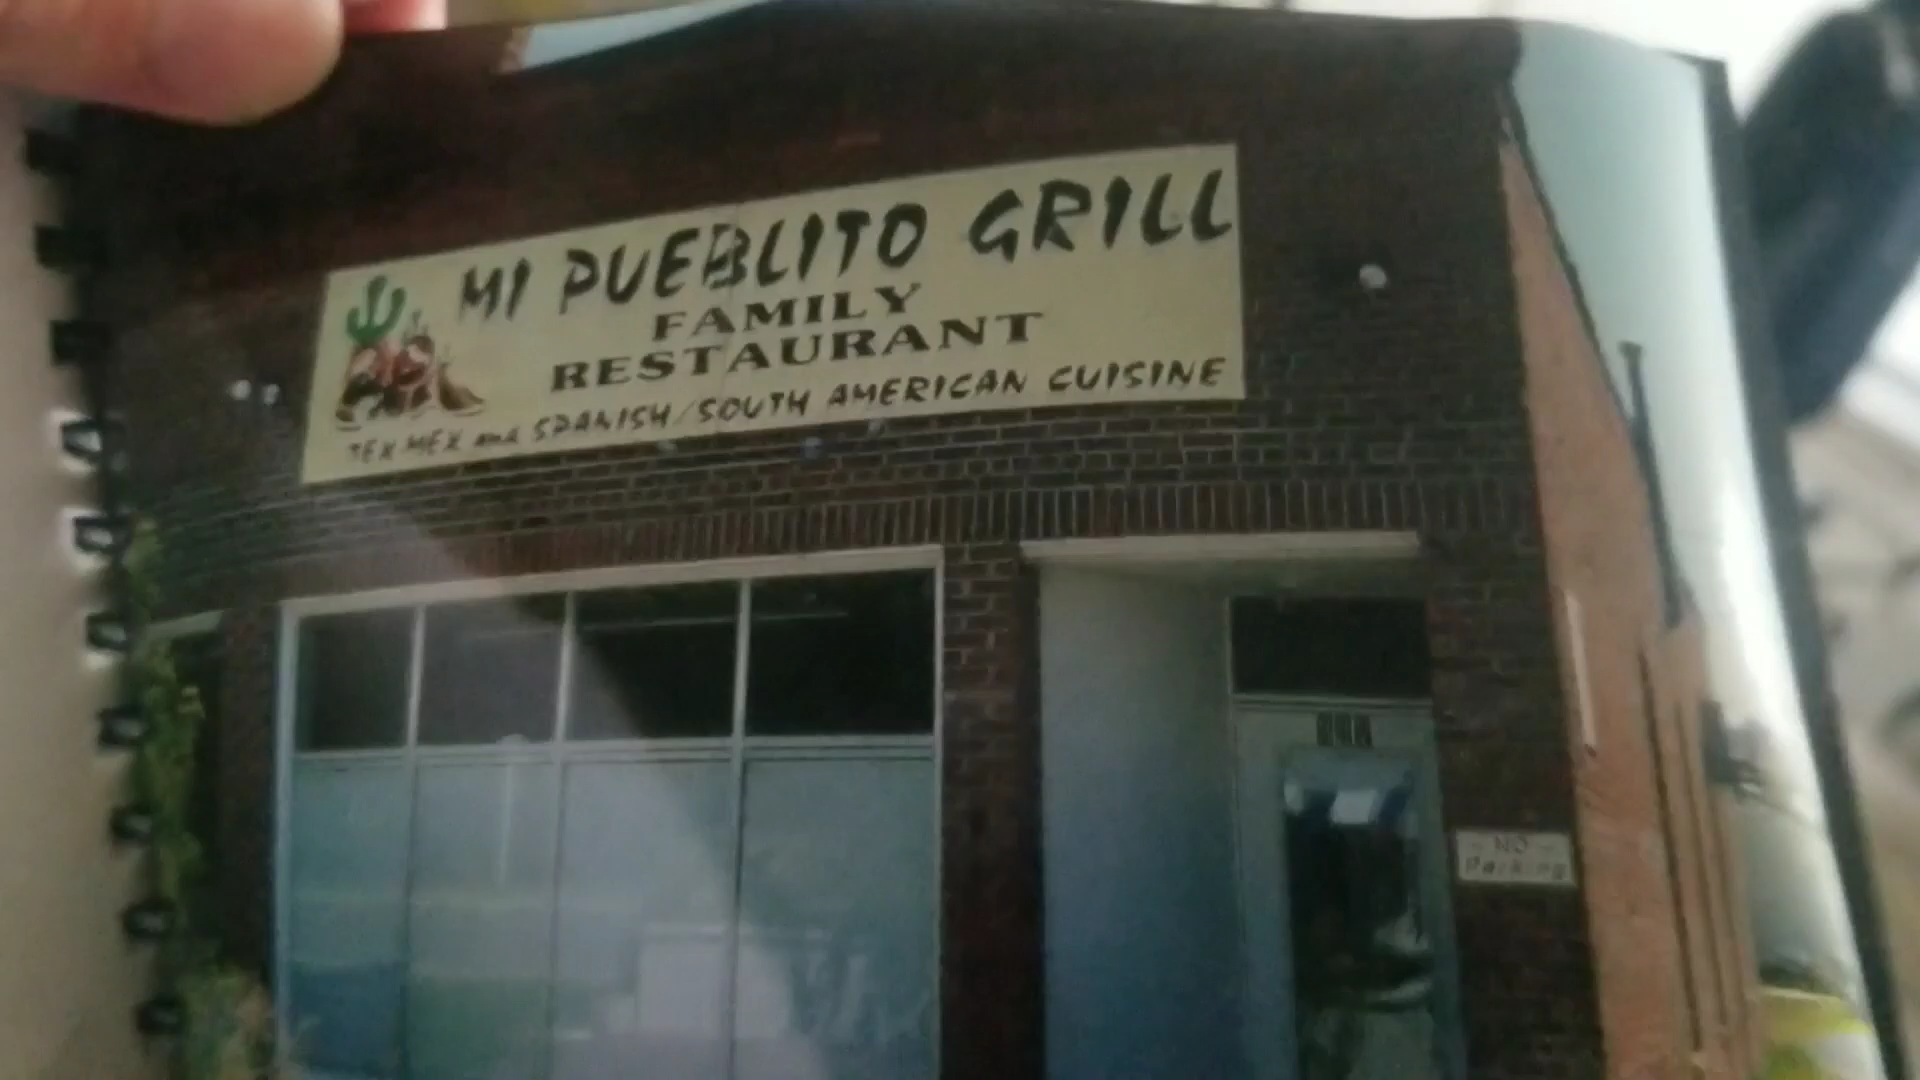 MI PUEBLITO GRILL
FAMILY
RESTAURANT
TEX MEX and SPANISH/SOUTH AMERICAN CUISINE
NO
Parking